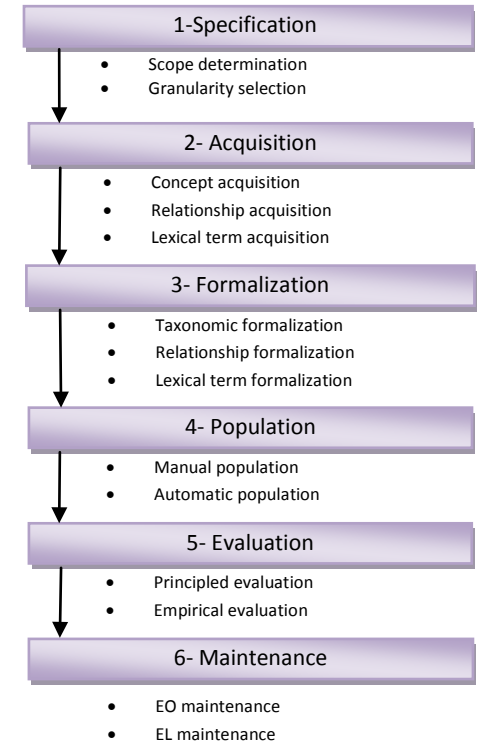 1-Specification
• Scope determination
• Granularity selection
2- Acquisition
• Concept acquisition
• Relationship acquisition
• Lexical term acquisition
3- Formalization
• Taxonomic formalization
• Relationship formalization
• Lexical term formalization
4- Population
• Manual population
• Automatic population
5- Evaluation
• Principled evaluation
• Empirical evaluation
6- Maintenance
• EO maintenance
• EL maintenance